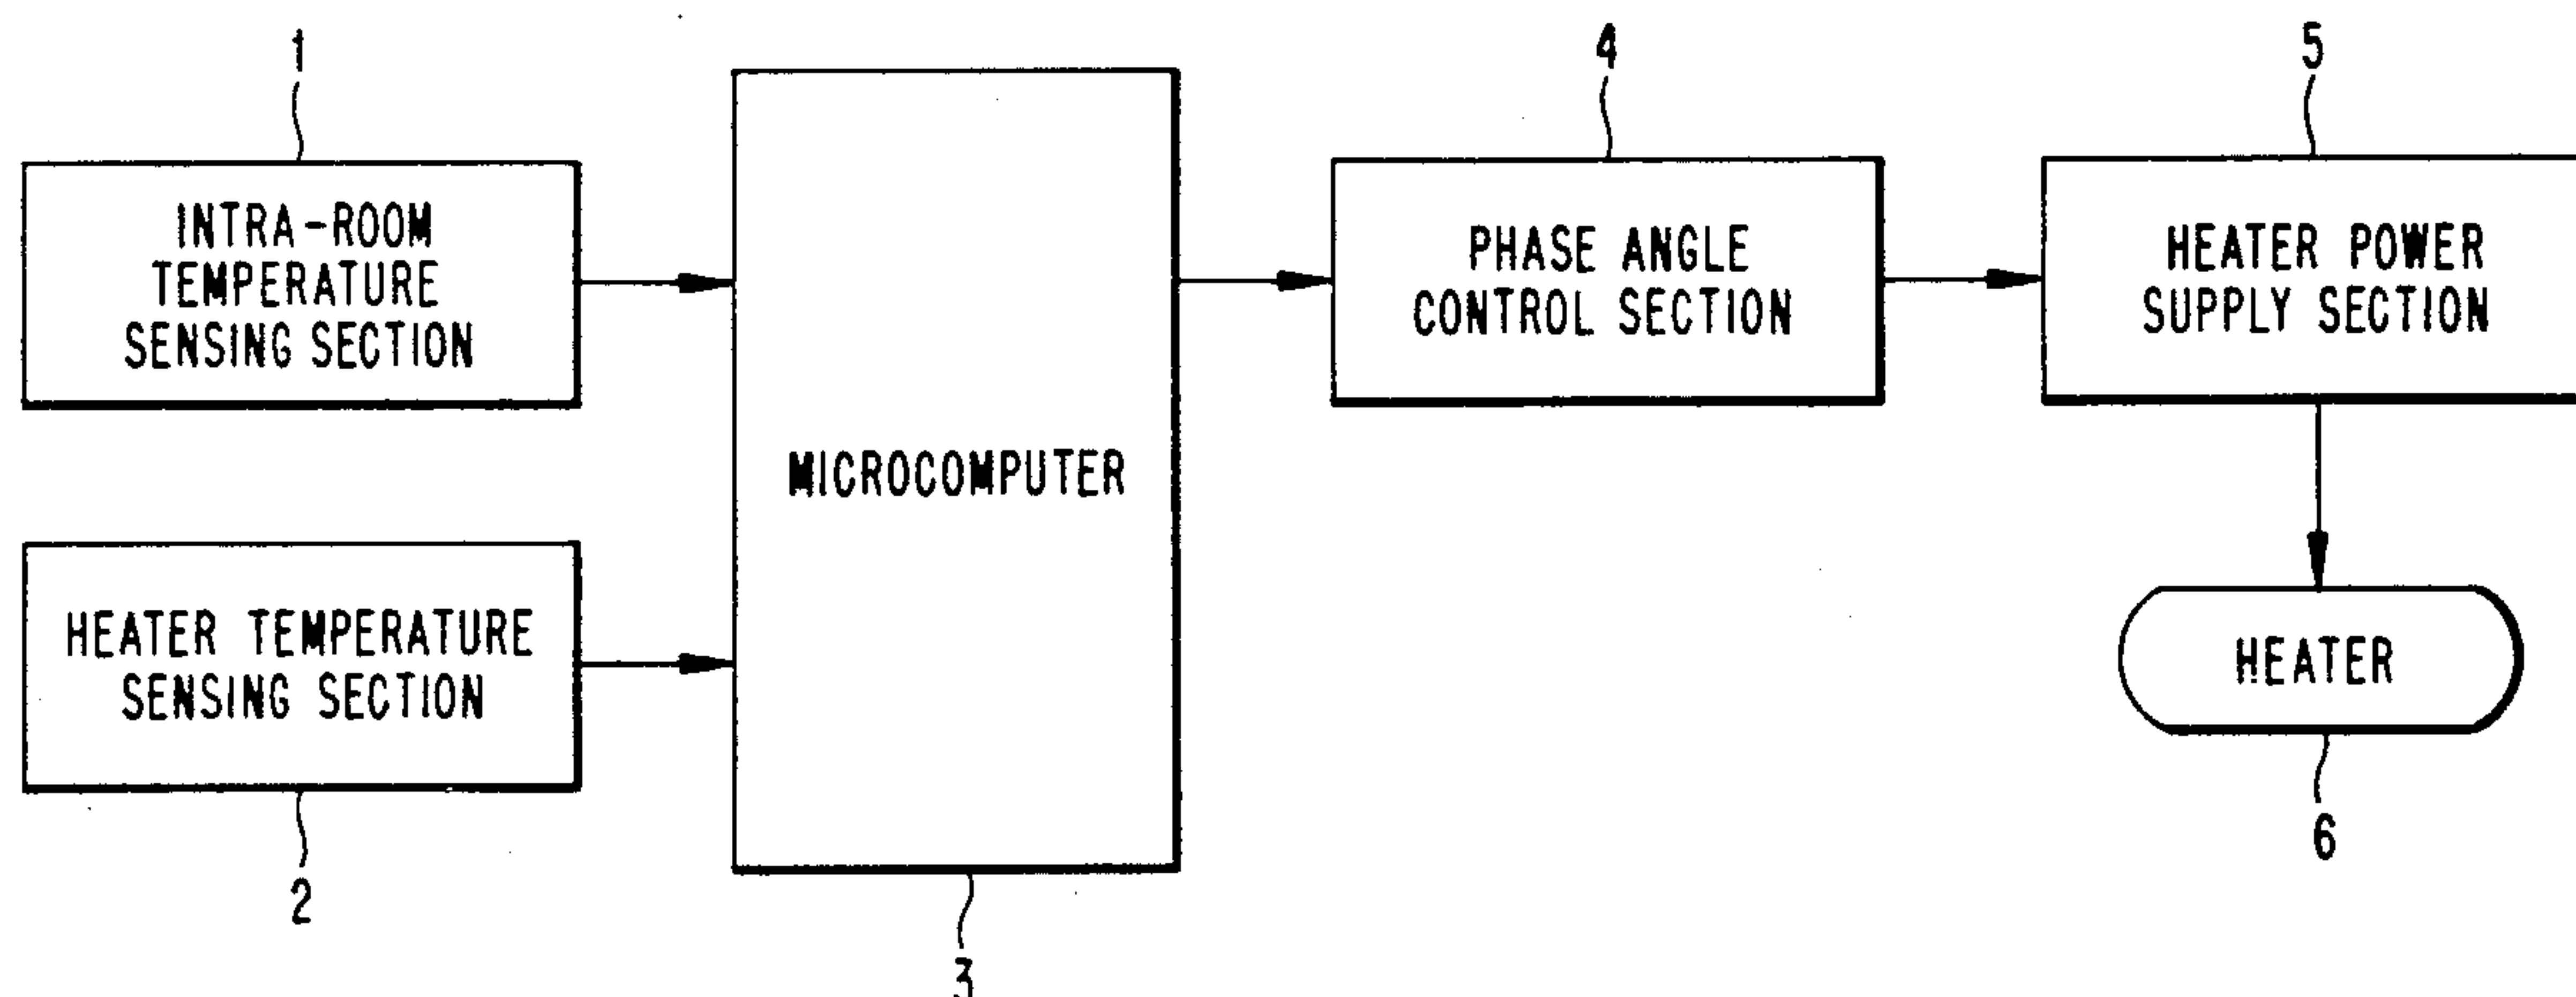 1
INTRA-ROOM
TEMPERATURE
SENSING SECTION
HEATER TEMPERATURE
SENSING SECTION
2
MICROCOMPUTER
3
4
PHASE ANGLE
CONTROL SECTION
5
HEATER POWER
SUPPLY SECTION
HEATER
6